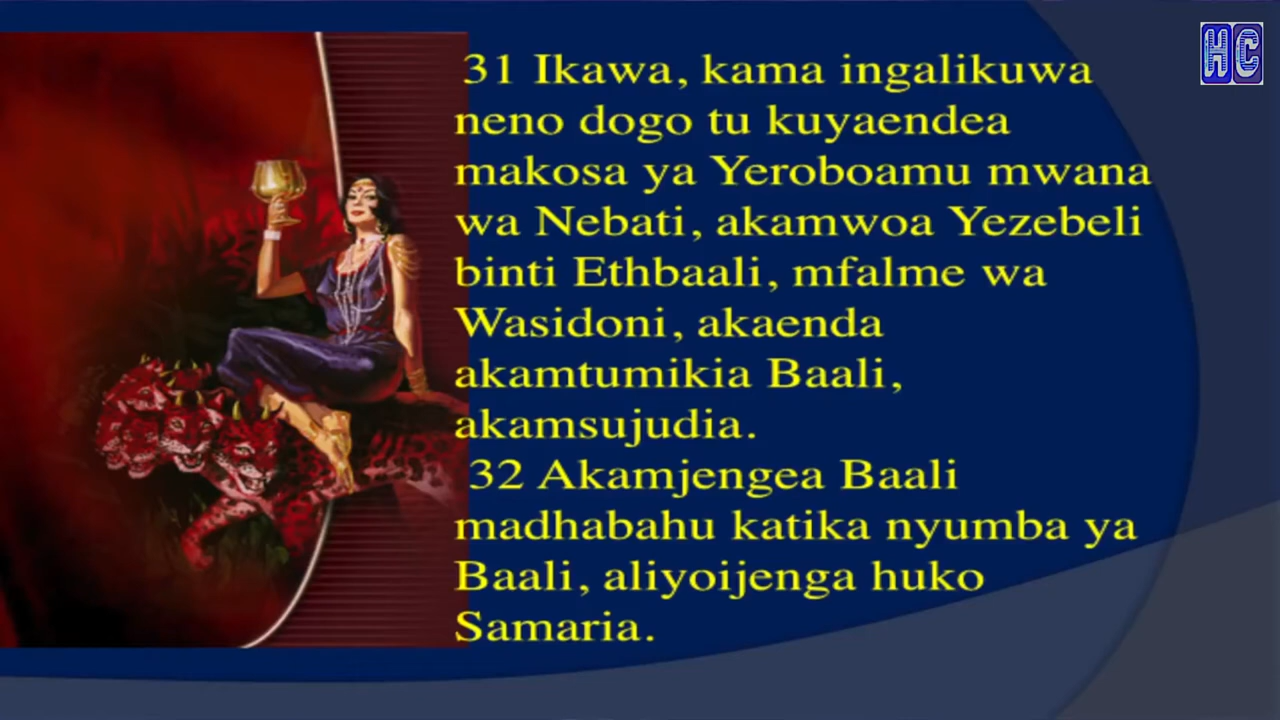 HC
31 Ikawa, kama ingalikuwa
neno dogo tu kuyaendea
makosa ya Yeroboamu mwana
wa Nebati, akamwoa Yezebeli
binti Ethbaali, mfalme wa
Wasidoni, akaenda
akamtumikia Baali,
akamsujudia.
32 Akamjengea Baali
madhabahu katika nyumba ya
Baali, aliyoijenga huko
Samaria.